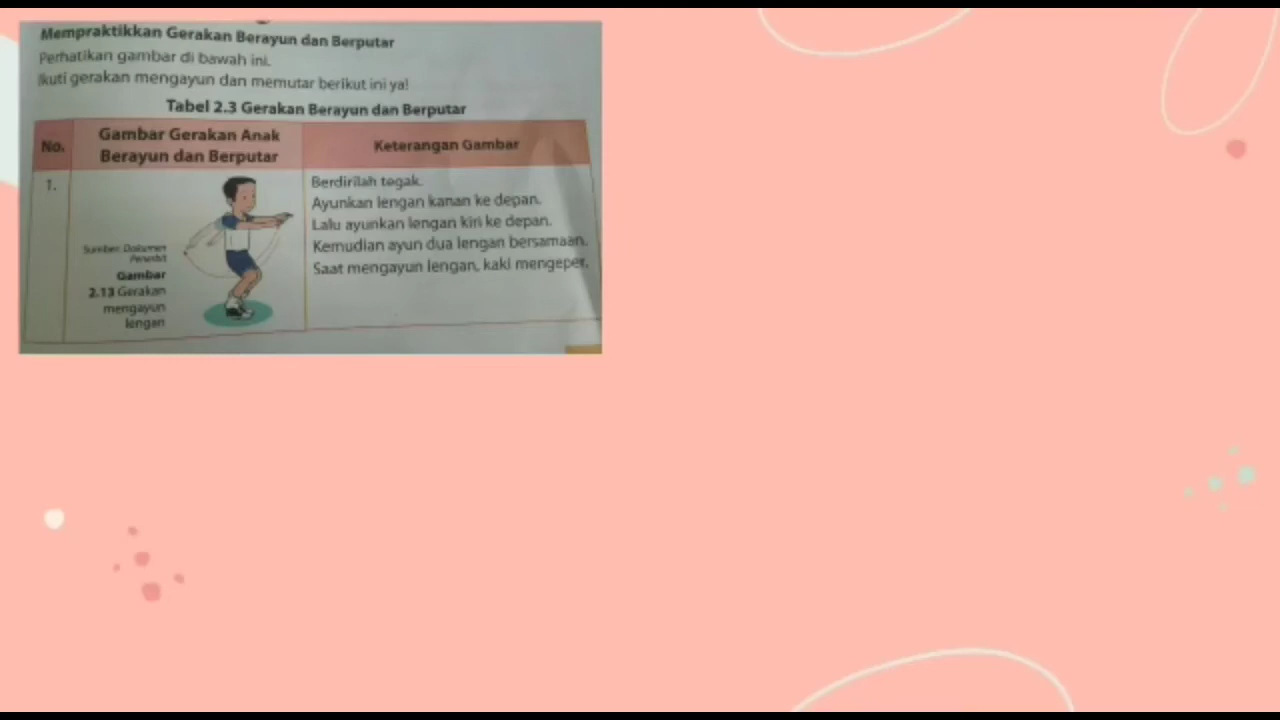 Mempraktikkan Gerakan Berayun dan Berputar
Perhatikan gambar di bawah ini.
Ikuti gerakan mengayun dan memutar berikut ini ya!
Tabel 2.3 Gerakan Berayun dan Berputar
No.
Gambar Gerakan Anak
Berayun dan Berputar
Keterangan Gambar
1.
Sumber: Dokumen
Penerbit
Gambar
2.13 Gerakan
mengayun
lengan
Berdirilah tegak.
Ayunkan lengan kanan ke depan.
Lalu ayunkan lengan kiri ke depan.
Kemudian ayun dua lengan bersamaan.
Saat mengayun lengan, kaki mengeper.